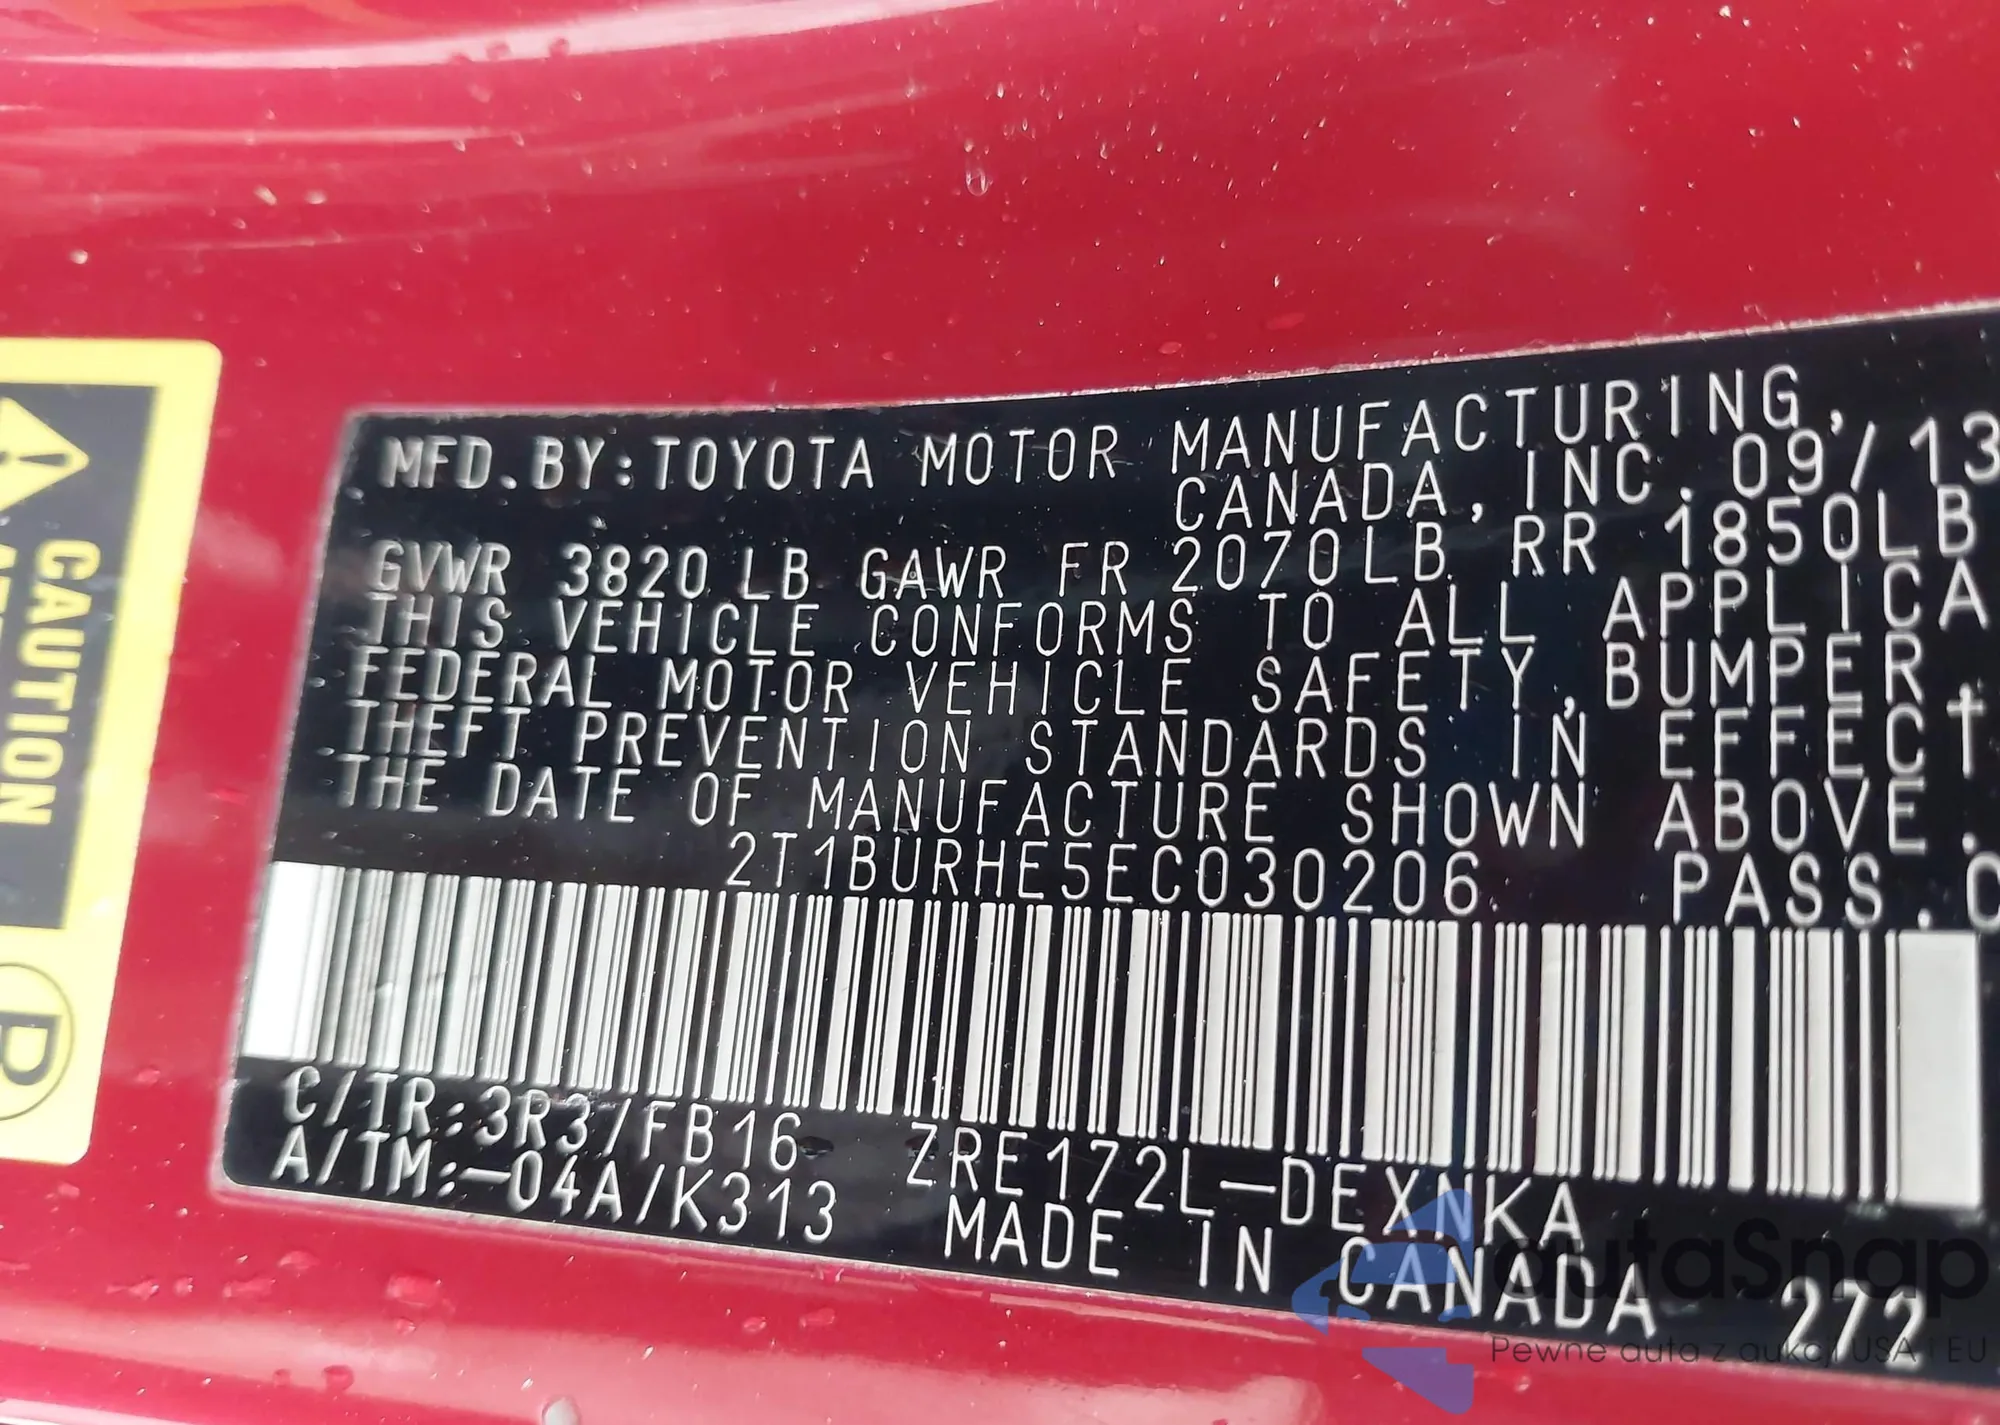 MFD.BY:TOYOTA MOTOR MANUFACTURING,
CANADA, INC. 09/13
GVWR 3820 LB GAWR FR 2070LB RR 1850LB
THIS VEHICLE CONFORMS TO ALL APPLICA
FEDERAL MOTOR VEHICLE SAFETY, BUMPER,
THEFT PREVENTION STANDARDS IN EFFECT
THE DATE OF MANUFACTURE SHOWN ABOVE.
2T1BURHE5EC030206 PASS.C
C/TR:3R3/FB16 ZRE172L-DEXNKA
A/TM:-04A/K313 MADE IN CANADA 272
CAUTION
autaSnap
Pewne auta z aukcji USA i EU